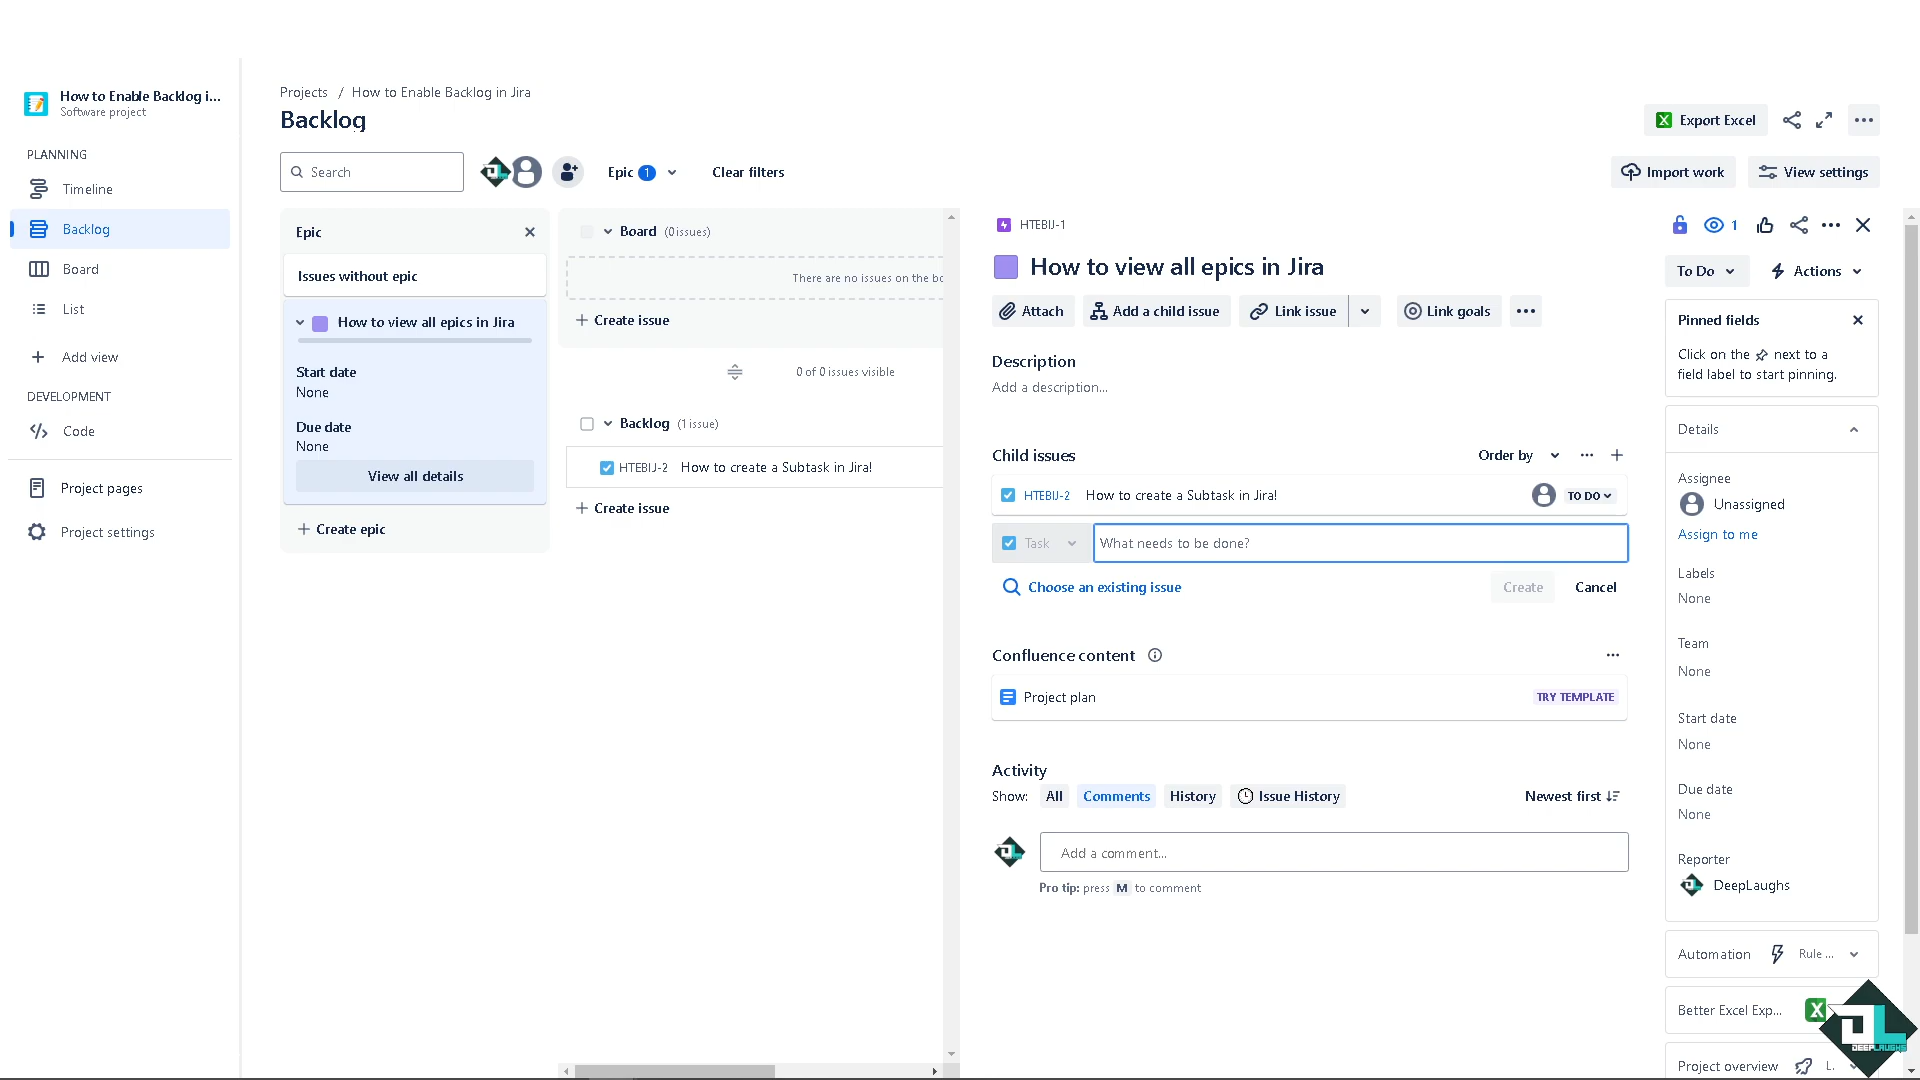 How to Enable Backlog i...
Software project
PLANNING
Timeline
Backlog
Board
List
Add view
DEVELOPMENT
Code
Project pages
Project settings
Projects / How to Enable Backlog in Jira
Backlog
Export Excel
Search
Epic 1
Clear filters
Import work
View settings
Epic
Issues without epic
How to view all epics in Jira
Start date
None
Due date
None
View all details
+ Create epic
Board (0 issues)
There are no issues on the bo
+ Create issue
0 of 0 issues visible
Backlog (1 issue)
HTEBIJ-2 How to create a Subtask in Jira!
+ Create issue
HTEBIJ-1
1
How to view all epics in Jira
Attach
Add a child issue
Link issue
Link goals
Description
Add a description...
Child issues
Order by
HTEBIJ-2 How to create a Subtask in Jira!
TO DO
Task
What needs to be done?
Choose an existing issue
Create
Cancel
Confluence content
Project plan
TRY TEMPLATE
Activity
Show: All Comments History Issue History
Newest first
Add a comment...
Pro tip: press M to comment
To Do
Actions
Pinned fields
Click on the next to a
field label to start pinning.
Details
Assignee
Unassigned
Assign to me
Labels
None
Team
None
Start date
None
Due date
None
Reporter
DeepLaughs
Automation Rule ...
Better Excel Exp...
Project overview L.
DL
DEEPLAUGHS